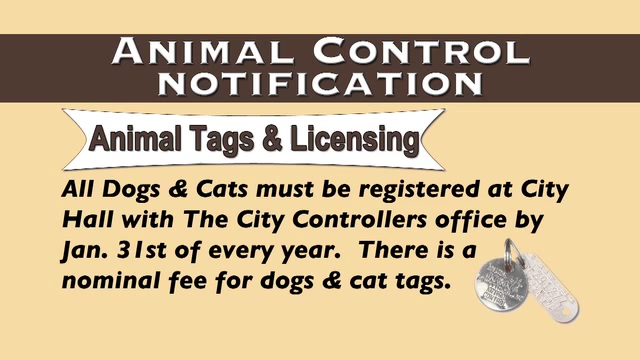 ANIMAL CONTROL
NOTIFICATION
Animal Tags & Licensing
All Dogs & Cats must be registered at City
Hall with The City Controllers office by
Jan. 31st of every year.  There is a
nominal fee for dogs & cat tags.